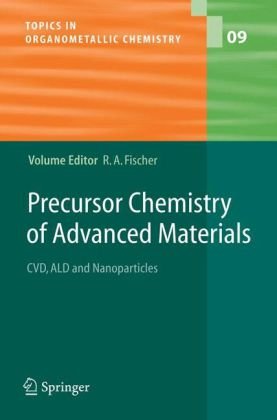 TOPICS IN
ORGANOMETALLIC CHEMISTRY
09
Volume Editor R. A. Fischer
Precursor Chemistry
of Advanced Materials
CVD, ALD and Nanoparticles
Springer